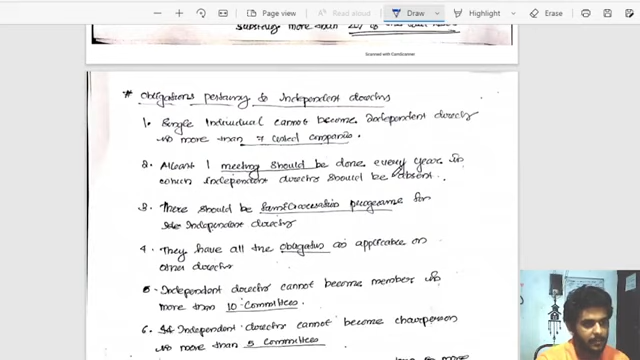 Page view
Read aloud
Draw
Highlight
Erase
more than
Scanned with CamScanner
# Obligations pertaining to Independent directors
1. Single Individual cannot become Independent director
in more than 7 listed companies.
2. Atleast 1 meeting should be done every year in
which Independent directors should be absent.
3. There should be programme for
Independent directors
4. They have all the obligations as applicable on
other directors
5. Independent director cannot become member in
more than 10 committees.
6. Independent director cannot become chairperson
in more than 5 committees